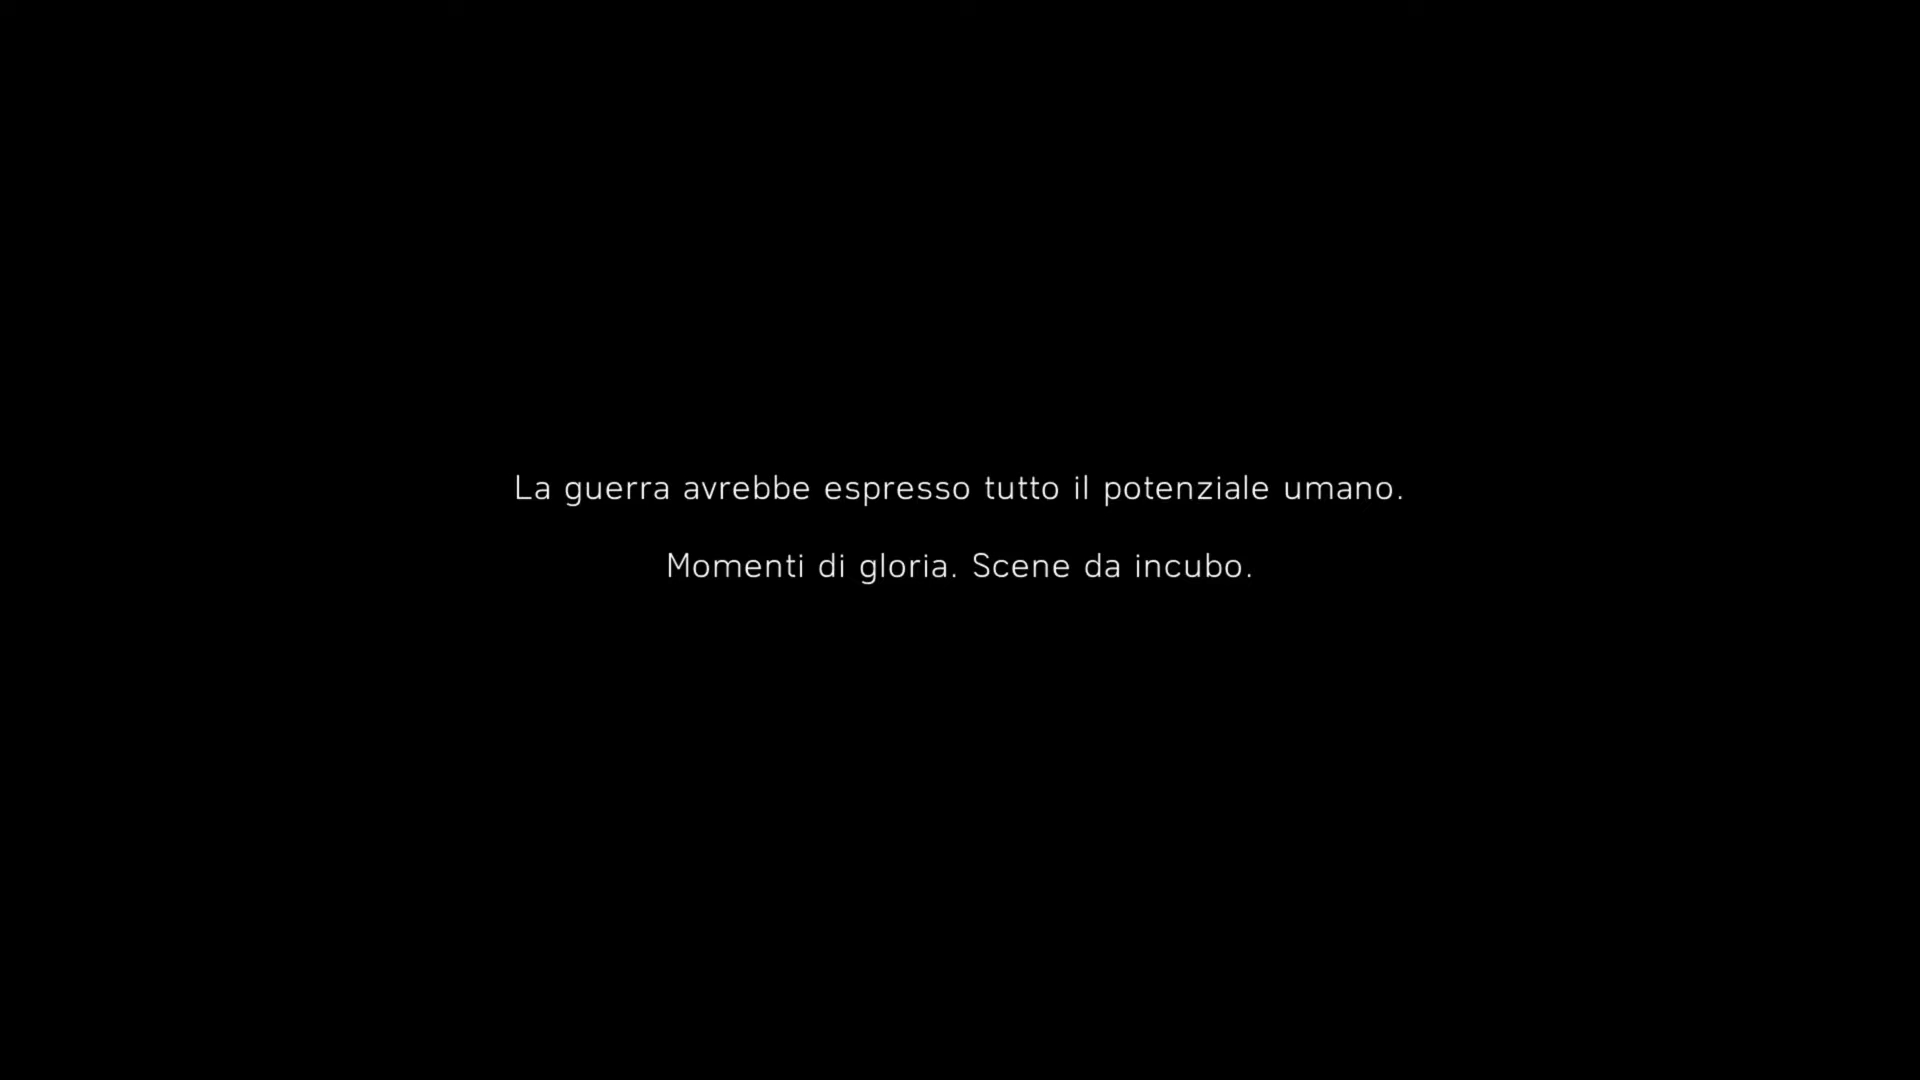 La guerra avrebbe espresso tutto il potenziale umano.
Momenti di gloria. Scene da incubo.